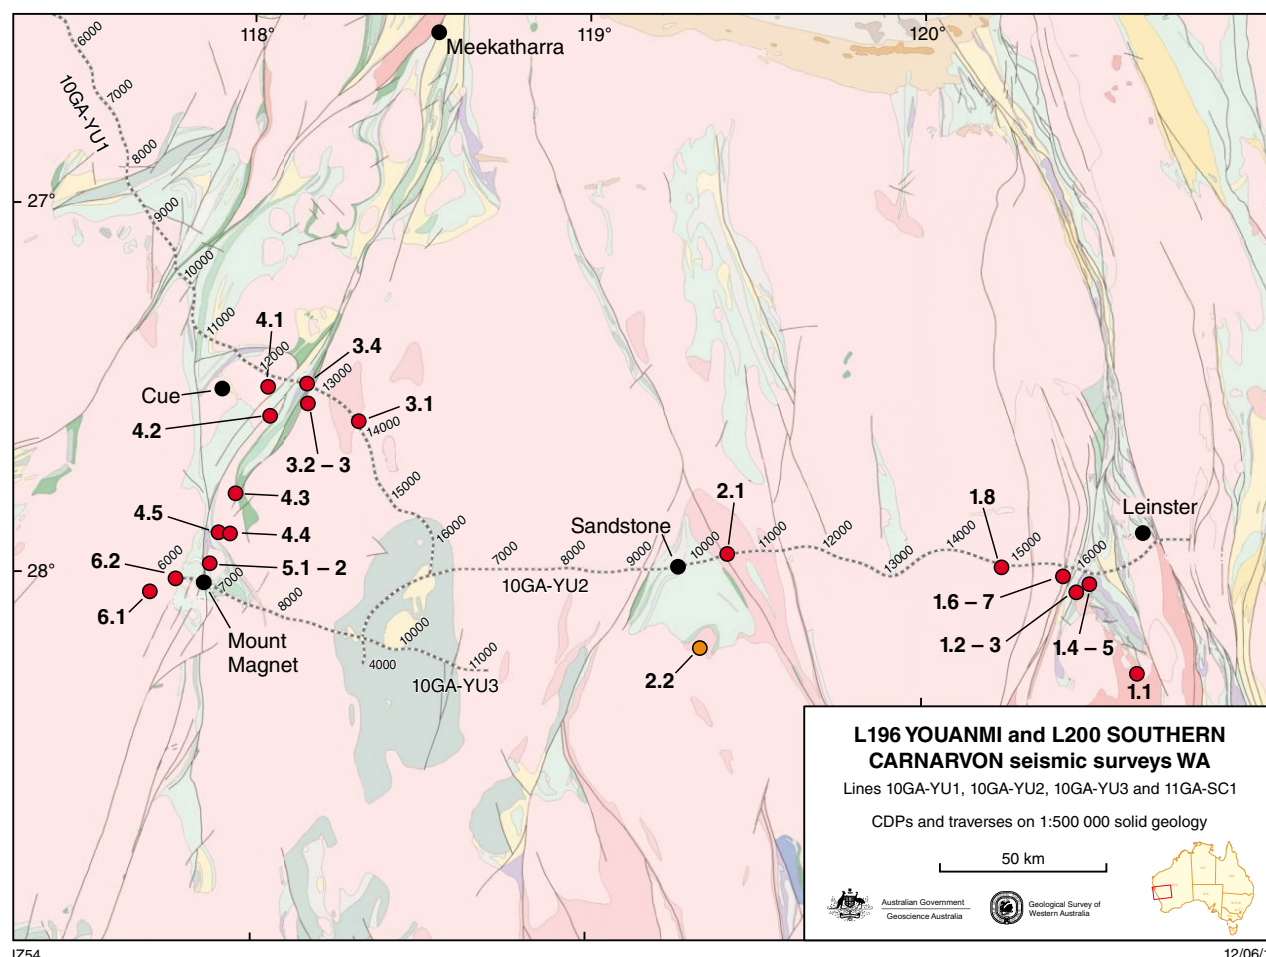 118°
119°
120°
6000
Meekatharra
10GA-YU1
7000
8000
27°
9000
10000
11000
4.1
12000
3.4
13000
Cue
3.1
4.2
14000
3.2 – 3
15000
4.3
2.1
1.8
Leinster
4.5
16000
Sandstone
4.4
6.2
6000
5.1 – 2
28°
7000
8000
9000
10000
11000
12000
13000
14000
15000
16000
10GA-YU2
7000
6.1
8000
1.6 – 7
Mount
Magnet
10000
4000
11000
10GA-YU3
1.2 – 3
1.4 – 5
2.2
1.1
L196 YOUANMI and L200 SOUTHERN
CARNARVON seismic surveys WA
Lines 10GA-YU1, 10GA-YU2, 10GA-YU3 and 11GA-SC1
CDPs and traverses on 1:500 000 solid geology
50 km
Australian Government
Geoscience Australia
Geological Survey of
Western Australia